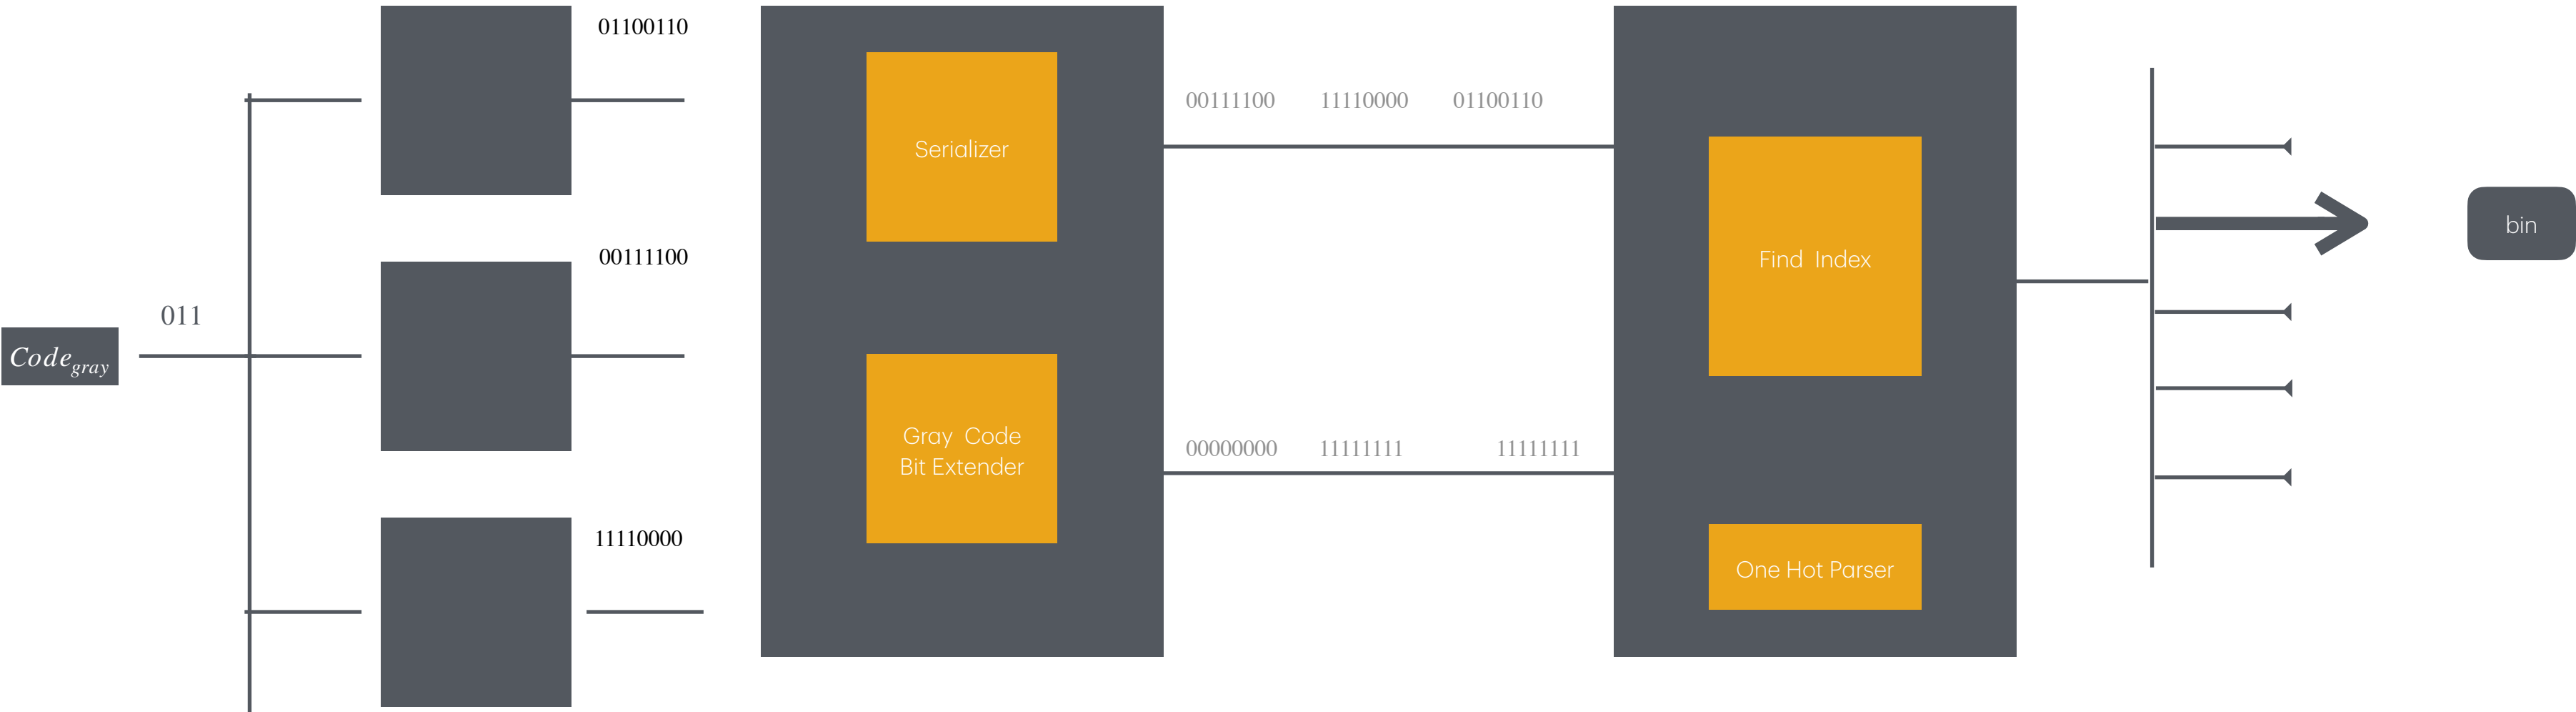 01100110
Serializer
00111100 11110000 01100110
bin
00111100
Find Index
011
Code_gray
Gray Code
Bit Extender
00000000 11111111 11111111
11110000
One Hot Parser